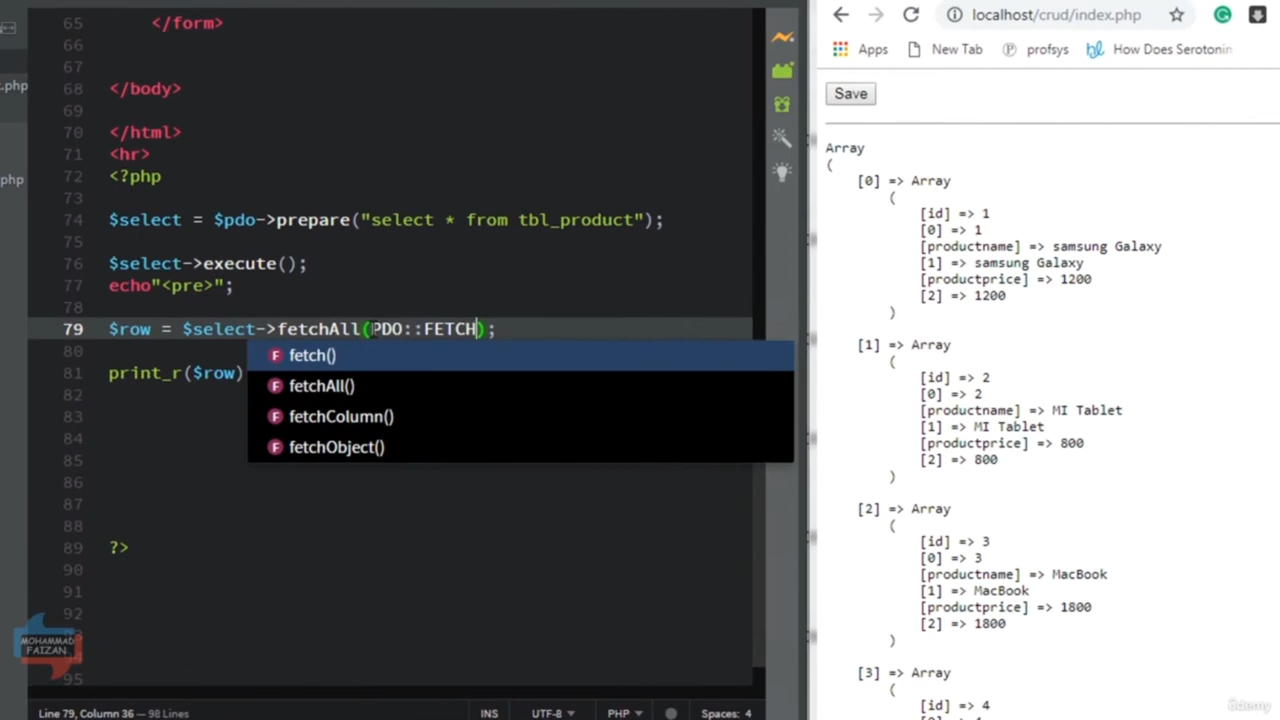 65 </form>
66
67
68 </body>
69
70 </html>
71 <hr>
72 <?php
73
74 $select = $pdo->prepare("select * from tbl_product");
75
76 $select->execute();
77 echo"<pre>";
78
79 $row = $select->fetchAll(PDO::FETCH);
80
81 print_r($row)
82
83
84
85
86
87
88
89 ?>
90
91
92
95
.php
php
F fetch()
F fetchAll()
F fetchColumn()
F fetchObject()
MOHAMMAD
FAIZAN
Line 79, Column 36 — 98 Lines
INS
UTF-8
PHP
Spaces: 4
localhost/crud/index.php
Apps
New Tab
profsys
How Does Serotonin
Save
Array
(
[0] => Array
(
[id] => 1
[0] => 1
[productname] => samsung Galaxy
[1] => samsung Galaxy
[productprice] => 1200
[2] => 1200
)
[1] => Array
(
[id] => 2
[0] => 2
[productname] => MI Tablet
[1] => MI Tablet
[productprice] => 800
[2] => 800
)
[2] => Array
(
[id] => 3
[0] => 3
[productname] => MacBook
[1] => MacBook
[productprice] => 1800
[2] => 1800
)
[3] => Array
(
[id] => 4
ûdemy